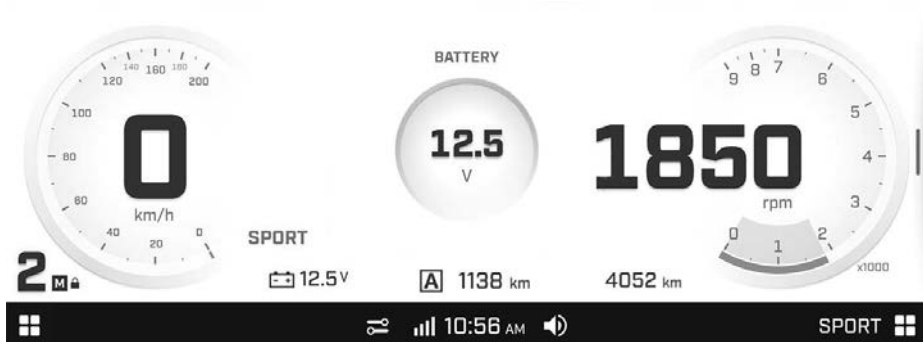 BATTERY
120 140 160 180 200
100
80
60
40 20 0
0
km/h
12.5
V
9 8 7 6
5
4
3
0 1 2
1850
rpm
x1000
SPORT
2 M
12.5 V
A 1138 km
4052 km
10:56 AM
SPORT